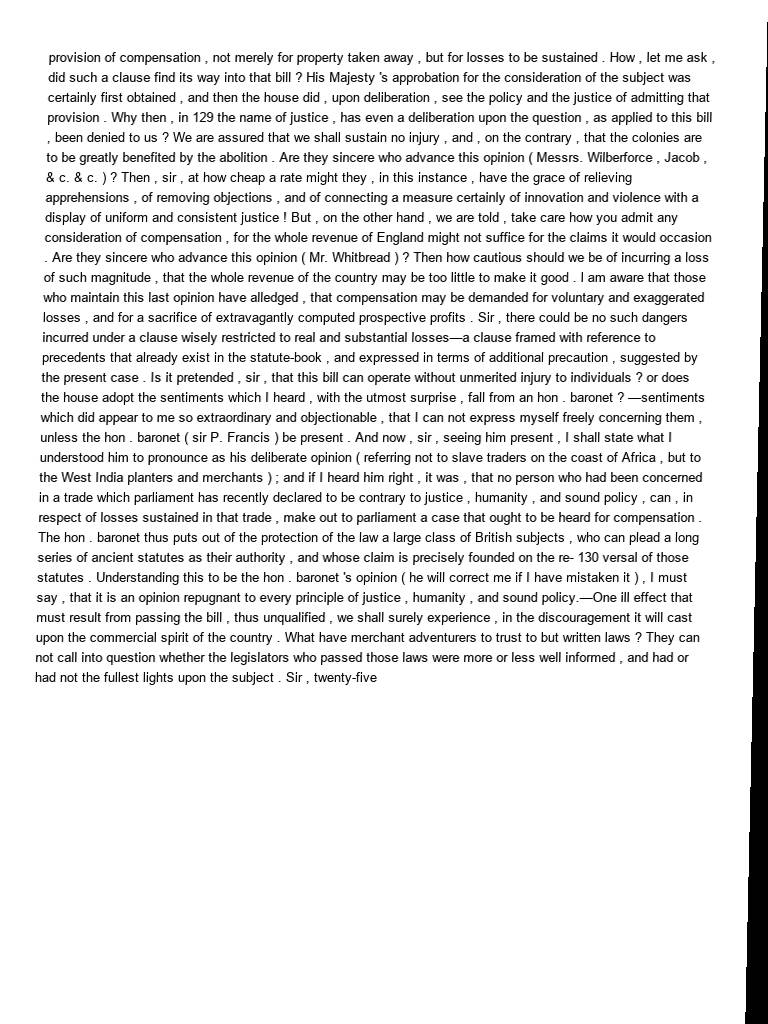 provision of compensation , not merely for property taken away , but for losses to be sustained . How , let me ask ,
did such a clause find its way into that bill ? His Majesty 's approbation for the consideration of the subject was
certainly first obtained , and then the house did , upon deliberation , see the policy and the justice of admitting that
provision . Why then , in 129 the name of justice , has even a deliberation upon the question , as applied to this bill
, been denied to us ? We are assured that we shall sustain no injury , and , on the contrary , that the colonies are
to be greatly benefited by the abolition . Are they sincere who advance this opinion ( Messrs. Wilberforce , Jacob ,
& c. & c. ) ? Then , sir , at how cheap a rate might they , in this instance , have the grace of relieving
apprehensions , of removing objections , and of connecting a measure certainly of innovation and violence with a
display of uniform and consistent justice ! But , on the other hand , we are told , take care how you admit any
consideration of compensation , for the whole revenue of England might not suffice for the claims it would occasion
. Are they sincere who advance this opinion ( Mr. Whitbread ) ? Then how cautious should we be of incurring a loss
of such magnitude , that the whole revenue of the country may be too little to make it good . I am aware that those
who maintain this last opinion have alledged , that compensation may be demanded for voluntary and exaggerated
losses , and for a sacrifice of extravagantly computed prospective profits . Sir , there could be no such dangers
incurred under a clause wisely restricted to real and substantial losses—a clause framed with reference to
precedents that already exist in the statute-book , and expressed in terms of additional precaution , suggested by
the present case . Is it pretended , sir , that this bill can operate without unmerited injury to individuals ? or does
the house adopt the sentiments which I heard , with the utmost surprise , fall from an hon . baronet ? —sentiments
which did appear to me so extraordinary and objectionable , that I can not express myself freely concerning them ,
unless the hon . baronet ( sir P. Francis ) be present . And now , sir , seeing him present , I shall state what I
understood him to pronounce as his deliberate opinion ( referring not to slave traders on the coast of Africa , but to
the West India planters and merchants ) ; and if I heard him right , it was , that no person who had been concerned
in a trade which parliament has recently declared to be contrary to justice , humanity , and sound policy , can , in
respect of losses sustained in that trade , make out to parliament a case that ought to be heard for compensation .
The hon . baronet thus puts out of the protection of the law a large class of British subjects , who can plead a long
series of ancient statutes as their authority , and whose claim is precisely founded on the re- 130 versal of those
statutes . Understanding this to be the hon . baronet 's opinion ( he will correct me if I have mistaken it ) , I must
say , that it is an opinion repugnant to every principle of justice , humanity , and sound policy.—One ill effect that
must result from passing the bill , thus unqualified , we shall surely experience , in the discouragement it will cast
upon the commercial spirit of the country . What have merchant adventurers to trust to but written laws ? They can
not call into question whether the legislators who passed those laws were more or less well informed , and had or
had not the fullest lights upon the subject . Sir , twenty-five